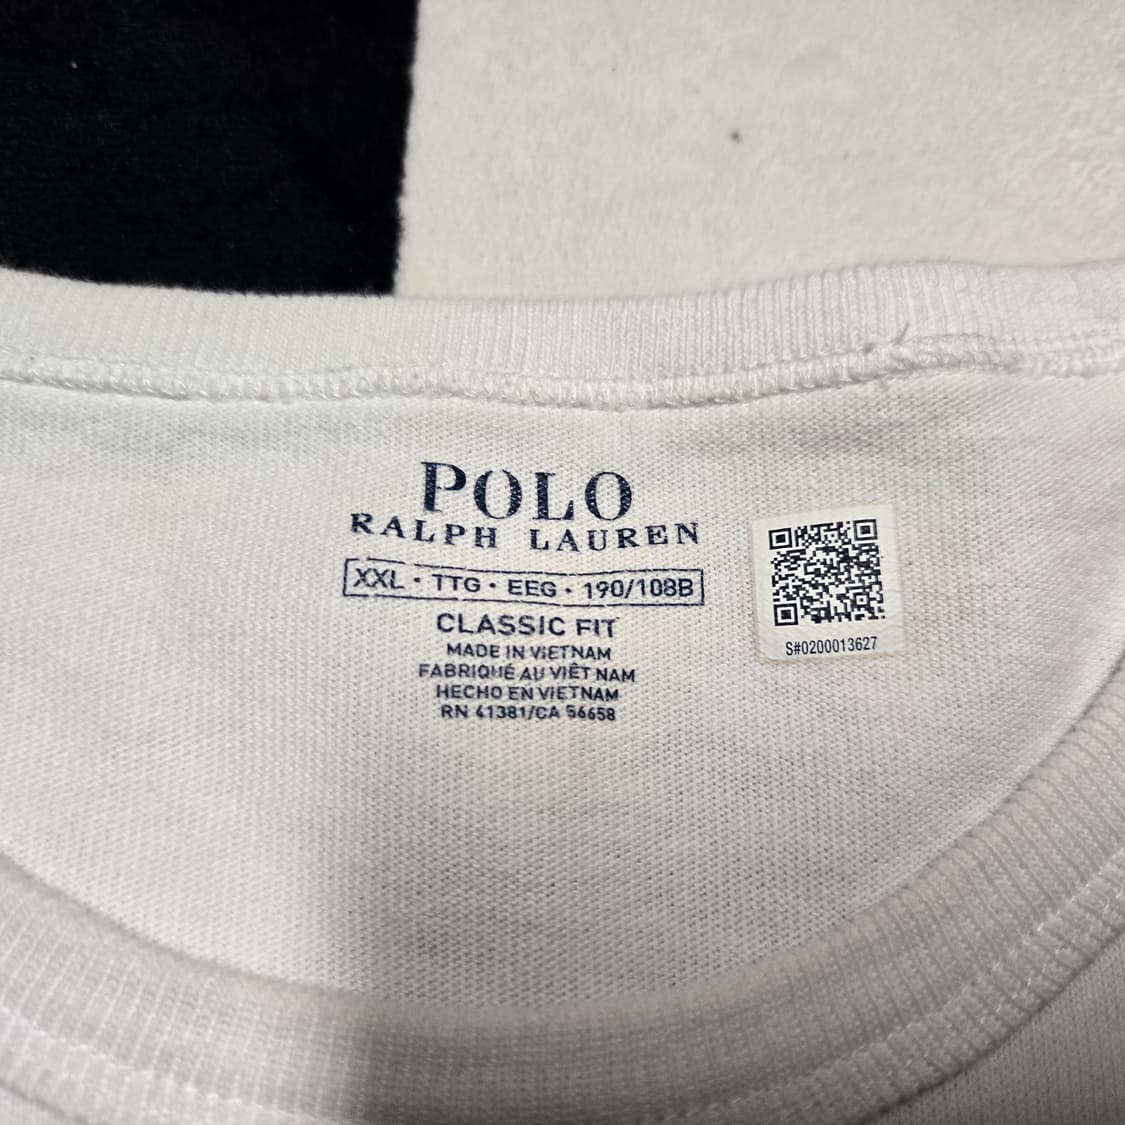 POLO
RALPH LAUREN
XXL · TTG · EEG · 190/108B
CLASSIC FIT
MADE IN VIETNAM
FABRIQUÉ AU VIÊT NAM
HECHO EN VIETNAM
RN 41381/CA 56658
S#0200013627